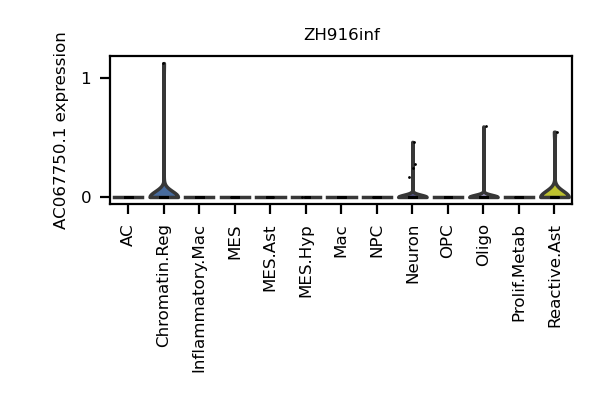 ZH916inf
AC067750.1 expression
1
0
AC
Chromatin.Reg
Inflammatory.Mac
MES
MES.Ast
MES.Hyp
Mac
NPC
Neuron
OPC
Oligo
Prolif.Metab
Reactive.Ast